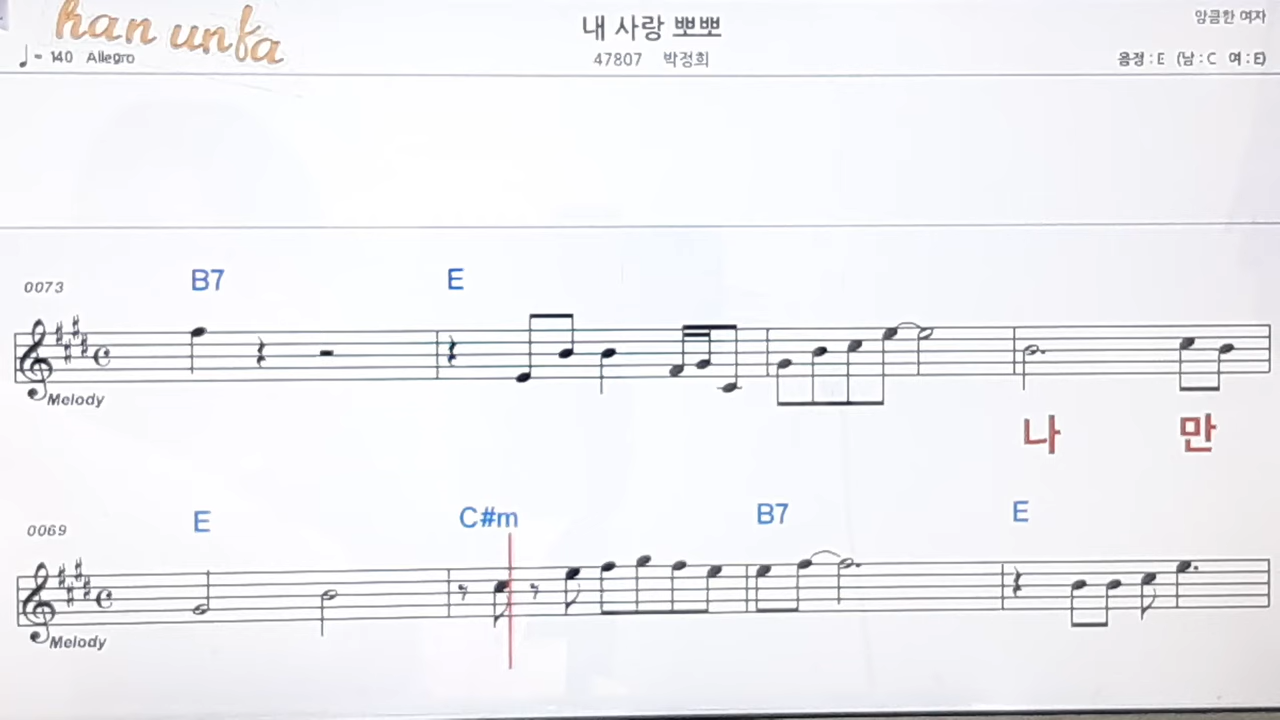 han unfa
내 사랑 뽀뽀
앙큼한 여자
♩= 140 Allegro
47807 박정희
음정 : E (남 : C 여 : E)
B7 E
0073
Melody
나 만
E C#m B7 E
0069
Melody